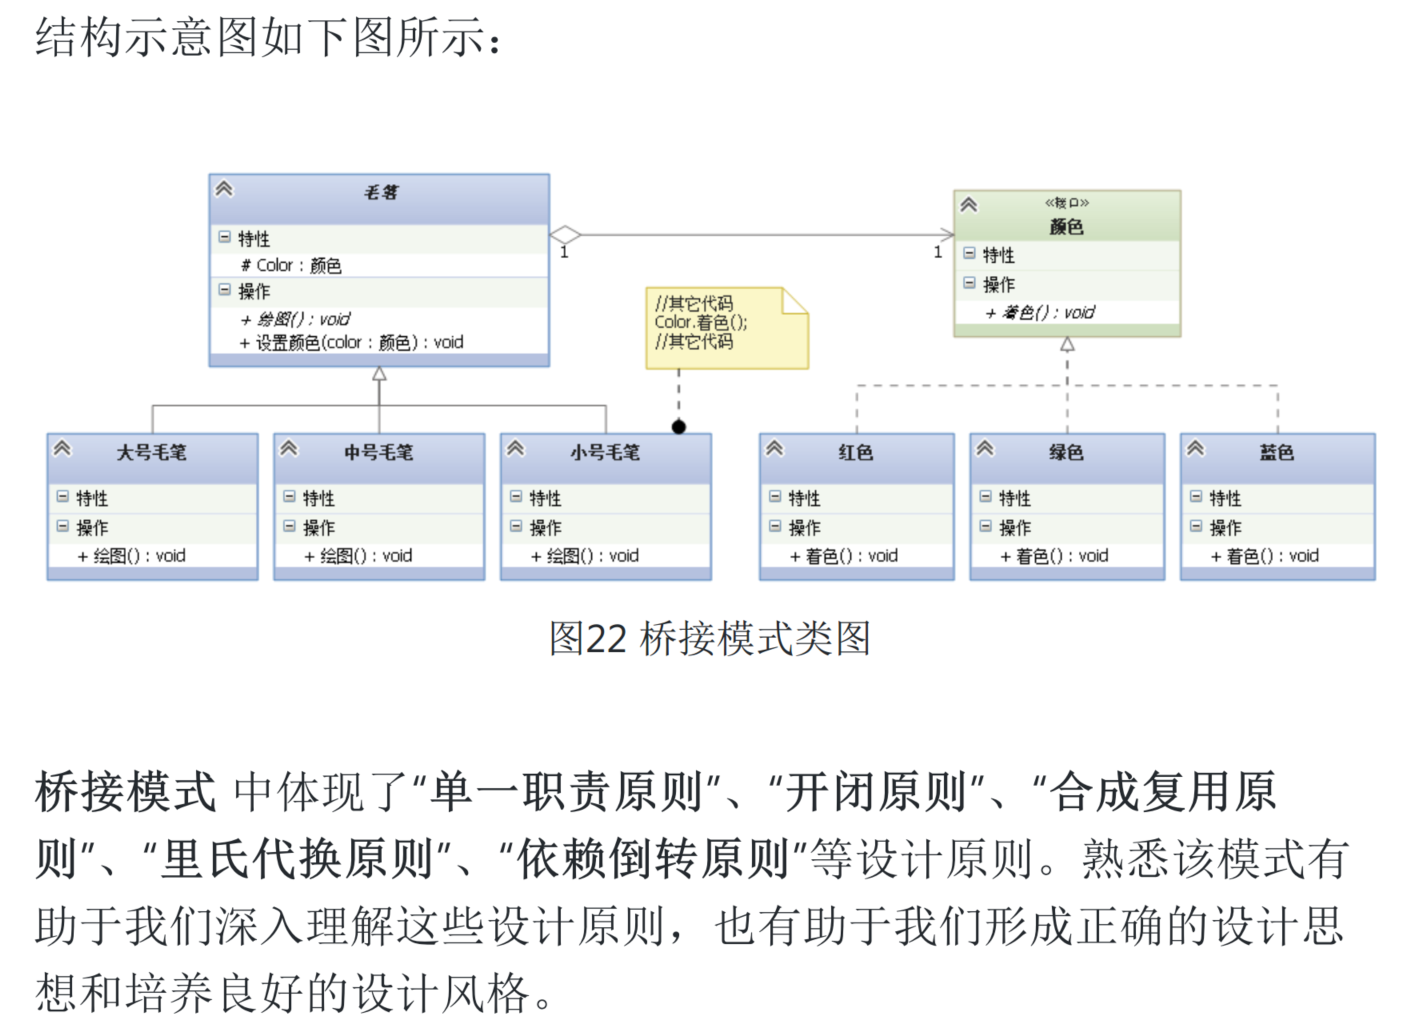 结构示意图如下图所示：
毛笔
特性
# Color : 颜色
操作
+ 绘图() : void
+ 设置颜色(color : 颜色) : void
1
1
«接口»
颜色
特性
操作
+ 着色() : void
//其它代码
Color.着色();
//其它代码
大号毛笔
特性
操作
+ 绘图() : void
中号毛笔
特性
操作
+ 绘图() : void
小号毛笔
特性
操作
+ 绘图() : void
红色
特性
操作
+ 着色() : void
绿色
特性
操作
+ 着色() : void
蓝色
特性
操作
+ 着色() : void
图22 桥接模式类图
桥接模式 中体现了“单一职责原则”、“开闭原则”、“合成复用原
则”、“里氏代换原则”、“依赖倒转原则”等设计原则。熟悉该模式有
助于我们深入理解这些设计原则，也有助于我们形成正确的设计思
想和培养良好的设计风格。